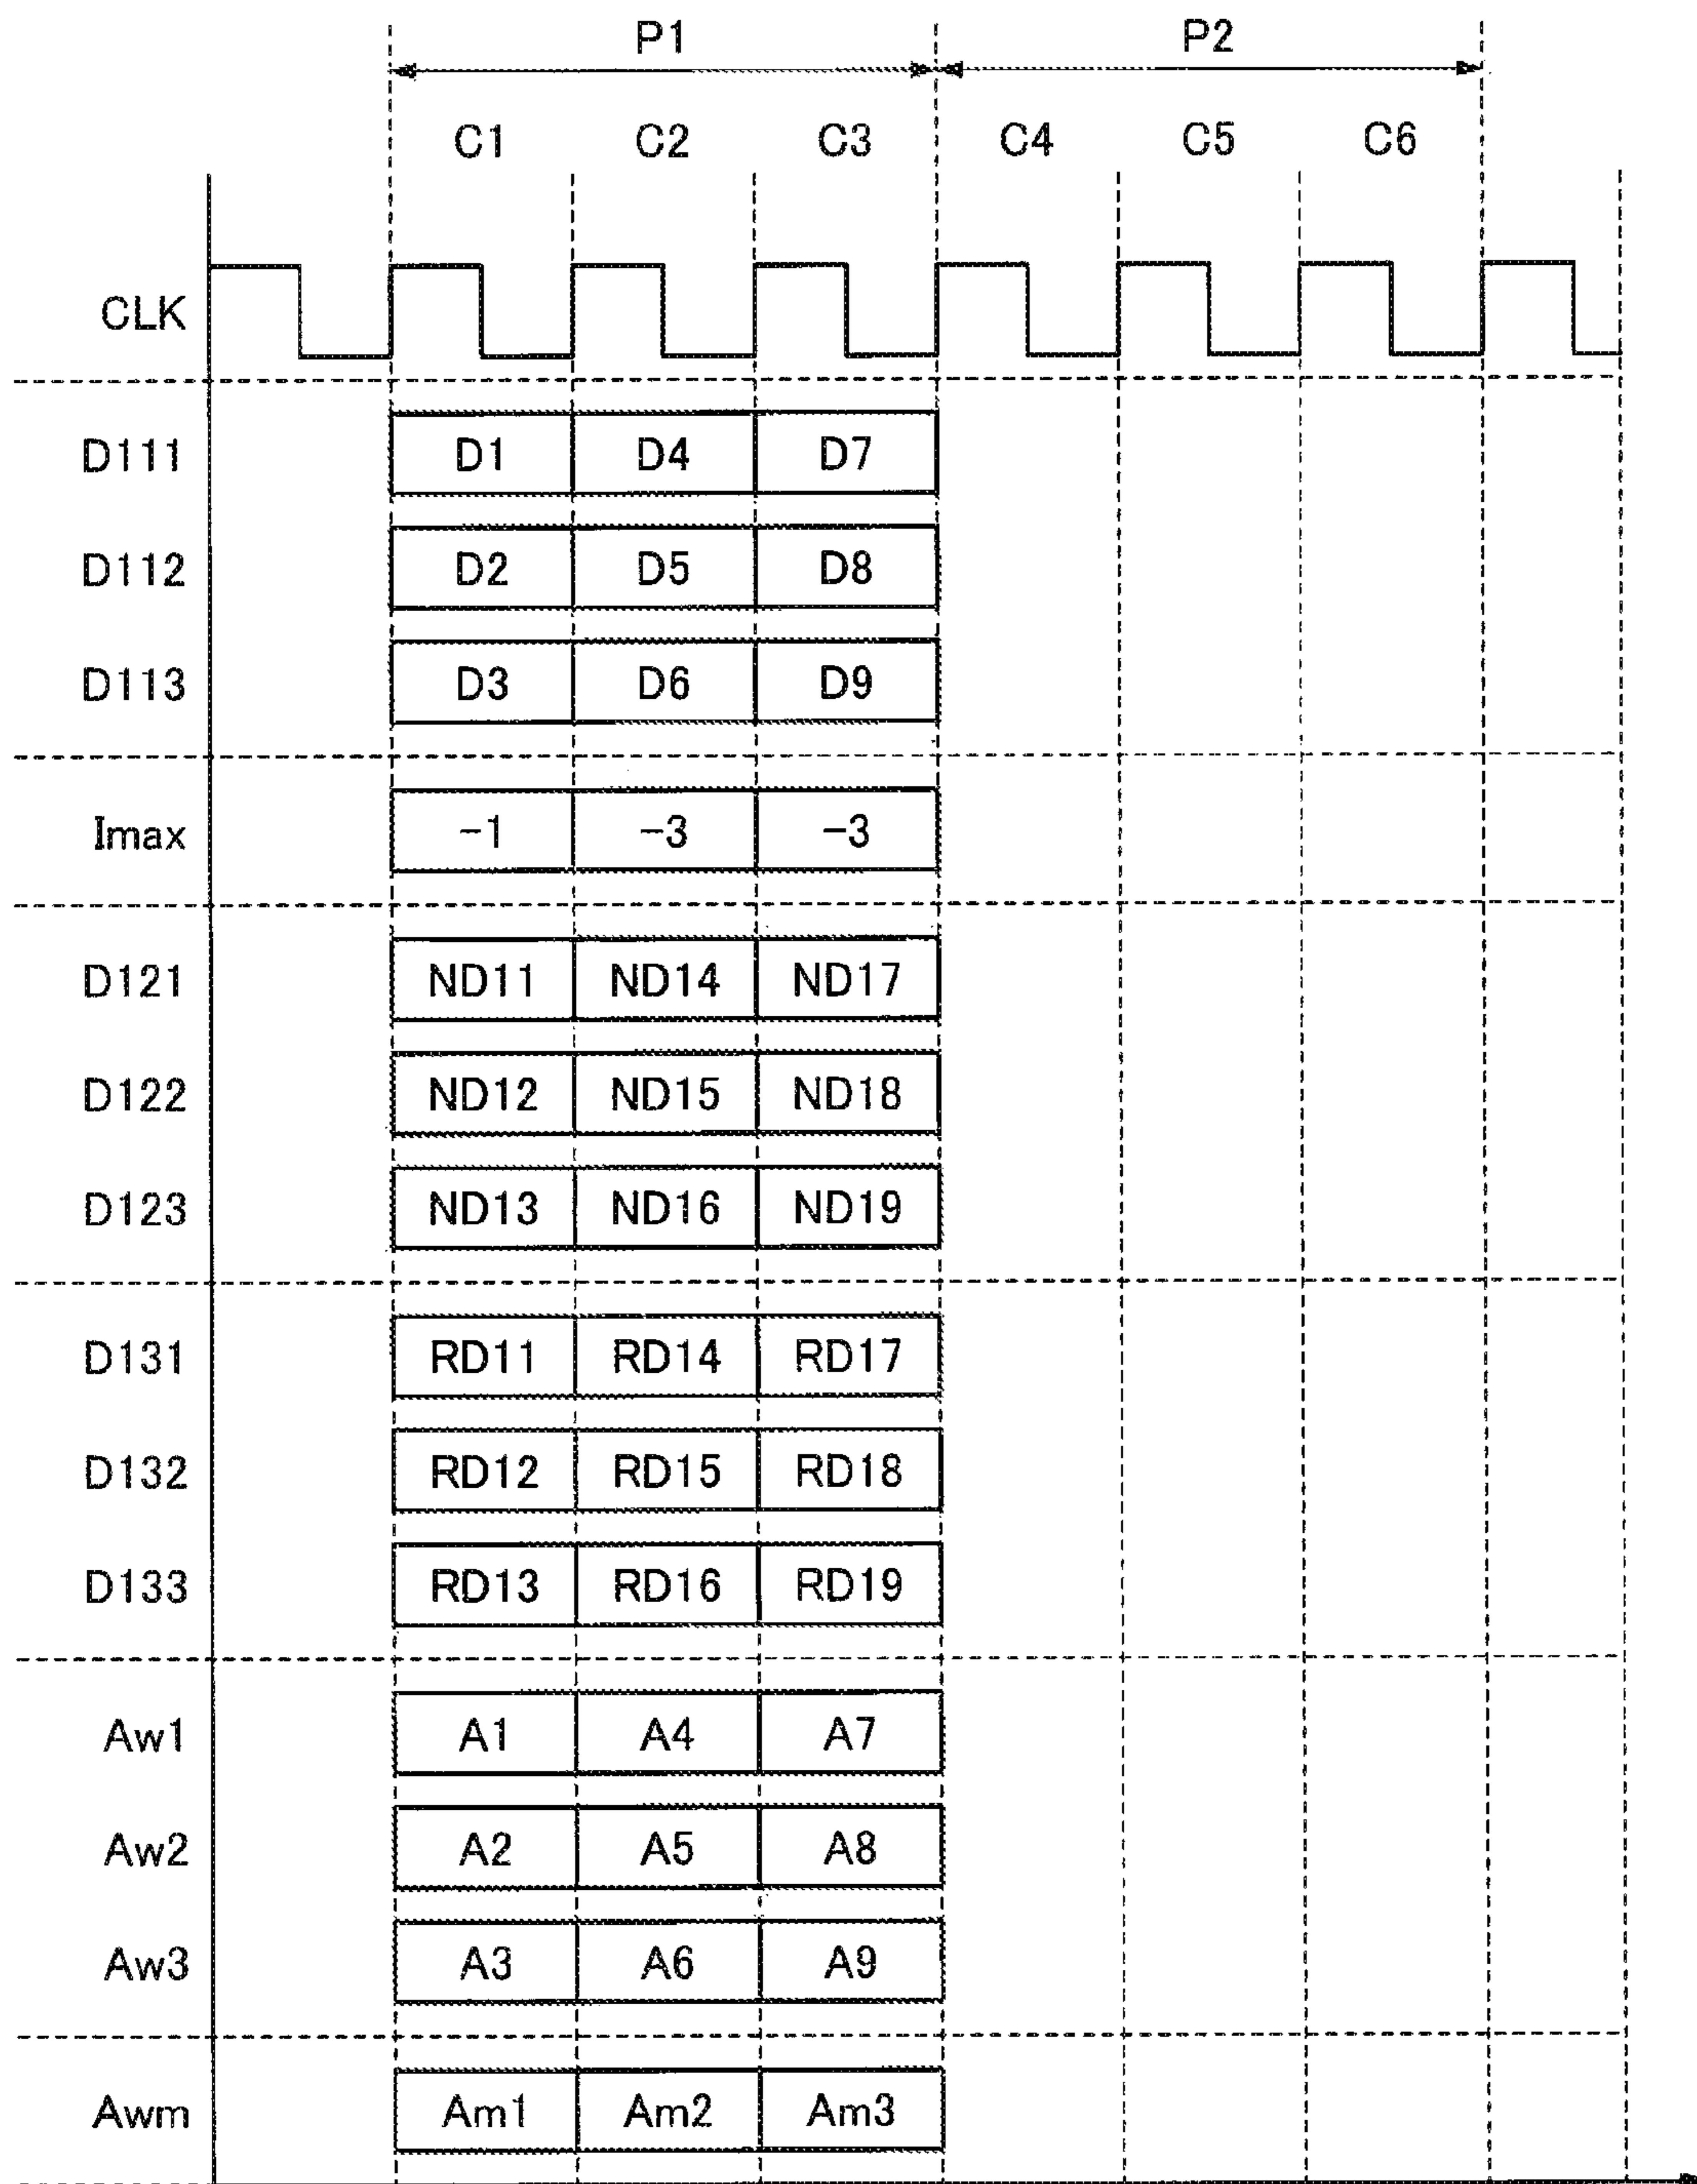 P1 P2
C1 C2 C3 C4 C5 C6
CLK
D111 D1 D4 D7
D112 D2 D5 D8
D113 D3 D6 D9
Imax -1 -3 -3
D121 ND11 ND14 ND17
D122 ND12 ND15 ND18
D123 ND13 ND16 ND19
D131 RD11 RD14 RD17
D132 RD12 RD15 RD18
D133 RD13 RD16 RD19
Aw1 A1 A4 A7
Aw2 A2 A5 A8
Aw3 A3 A6 A9
Awm Am1 Am2 Am3